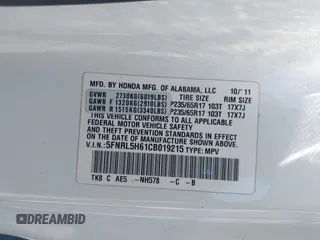 MFD. BY HONDA MFG. OF ALABAMA, LLC 10/'11
GVWR 2730KG(6019LBS) TIRE SIZE RIM SIZE
GAWR F 1320KG(2910LBS) P235/65R17 103T 17X7J
GAWR R 1515KG(3340LBS) P235/65R17 103T 17X7J
THIS VEHICLE CONFORMS TO ALL APPLICABLE FEDERAL
MOTOR VEHICLE SAFETY AND THEFT PREVENTION
STANDARDS IN EFFECT ON THE DATE OF
MANUFACTURE SHOWN ABOVE.
V.I.N.: 5FNRL5H61CB019215 TYPE: MPV
TK8 C AE5 -NH578 -C -B